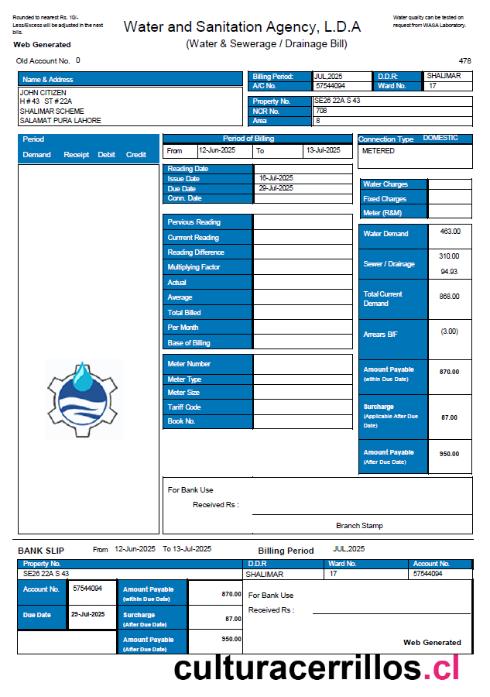 Rounded to nearest Rs. 10/-
Less/Excess will be adjusted in the next
bill.
Web Generated
Water and Sanitation Agency, L.D.A
(Water & Sewerage / Drainage Bill)
Water quality can be tested on
request from WASA Laboratory.
Old Account No. 0
478
Name & Address
JOHN CITIZEN
H # 43 ST # 22A
SHALIMAR SCHEME
SALAMAT PURA LAHORE
Billing Period: JUL,2025 D.D.R: SHALIMAR
A/C No. 57544094 Ward No. 17
Property No. SE26 22A S 43
NCR No. 708
Area 8
Period
Demand Receipt Debit Credit
Period of Billing
From 12-Jun-2025 To 13-Jul-2025
Reading Date
Issue Date 16-Jul-2025
Due Date 29-Jul-2025
Conn. Date
Pervious Reading
Current Reading
Reading Difference
Multiplying Factor
Actual
Average
Total Billed
Per Month
Base of Billing
Meter Number
Meter Type
Meter Size
Tariff Code
Book No.
Connection Type DOMESTIC
METERED
Water Charges
Fixed Charges
Meter (R&M)
Water Demand 463.00
Sewer / Drainage 310.00
94.93
Total Current
Demand 868.00
Arrears B/F (3.00)
Amount Payable
(within Due Date) 870.00
Surcharge
(Applicable After Due
Date) 87.00
Amount Payable
(After Due Date) 950.00
For Bank Use
Received Rs :
Branch Stamp
BANK SLIP From 12-Jun-2025 To 13-Jul-2025 Billing Period JUL,2025
Property No. D.D.R Ward No. Account No.
SE26 22A S 43 SHALIMAR 17 57544094
Account No. 57544094 Amount Payable
(within Due Date) 870.00
Due Date 25-Jul-2025 Surcharge
(After Due Date) 87.00
Amount Payable
(After Due Date) 950.00
For Bank Use
Received Rs :
Web Generated
culturacerrillos.cl